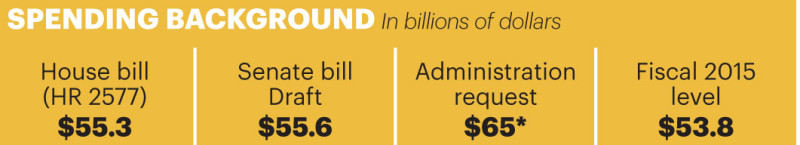 SPENDING BACKGROUND In billions of dollars
House bill
(HR 2577)
$55.3
Senate bill
Draft
$55.6
Administration
request
$65*
Fiscal 2015
level
$53.8